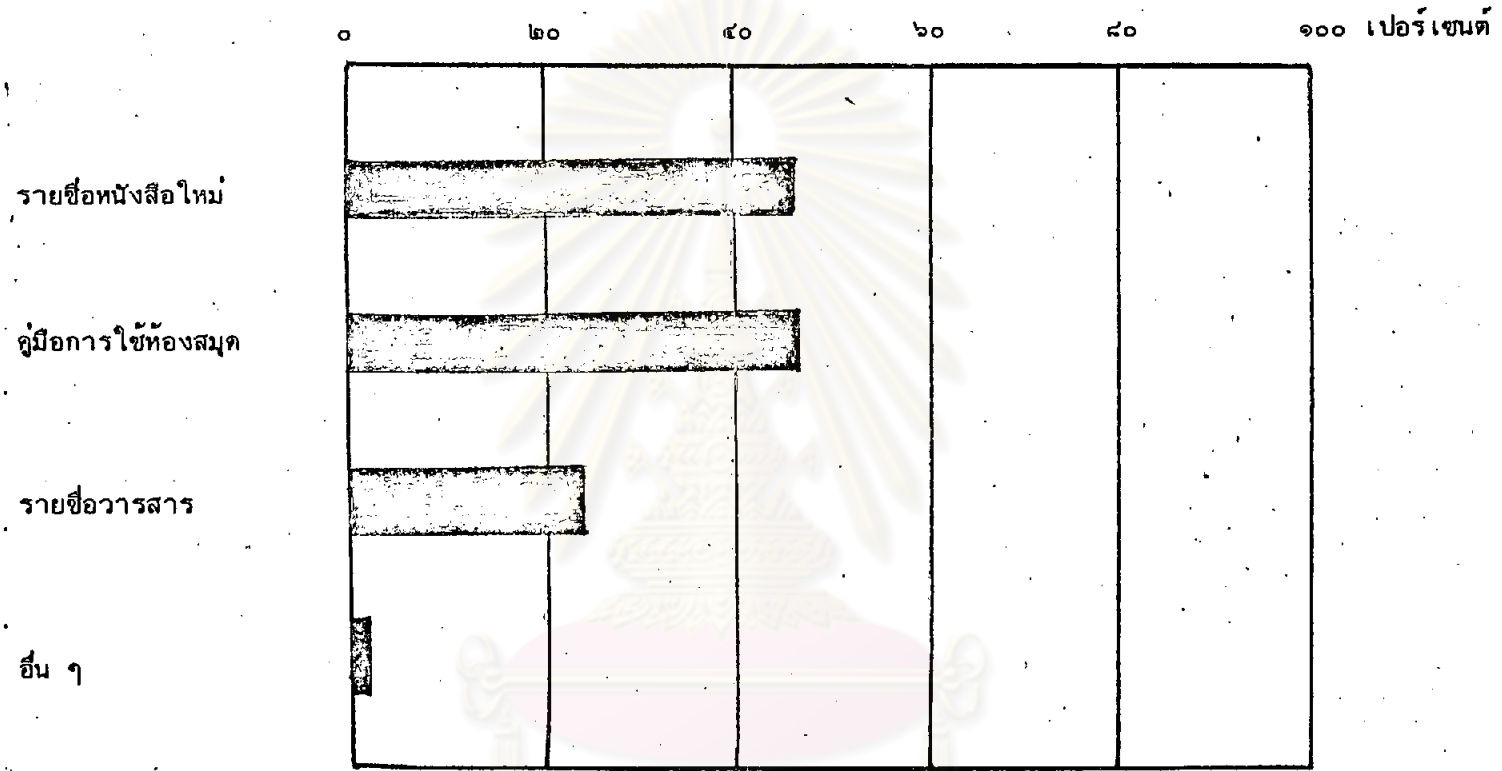 ๐ ๒๐ ๔๐ ๖๐ ๘๐ ๑๐๐ เปอร์เซนต์
รายชื่อหนังสือใหม่
คู่มือการใช้ห้องสมุด
รายชื่อวารสาร
อื่น ๆ